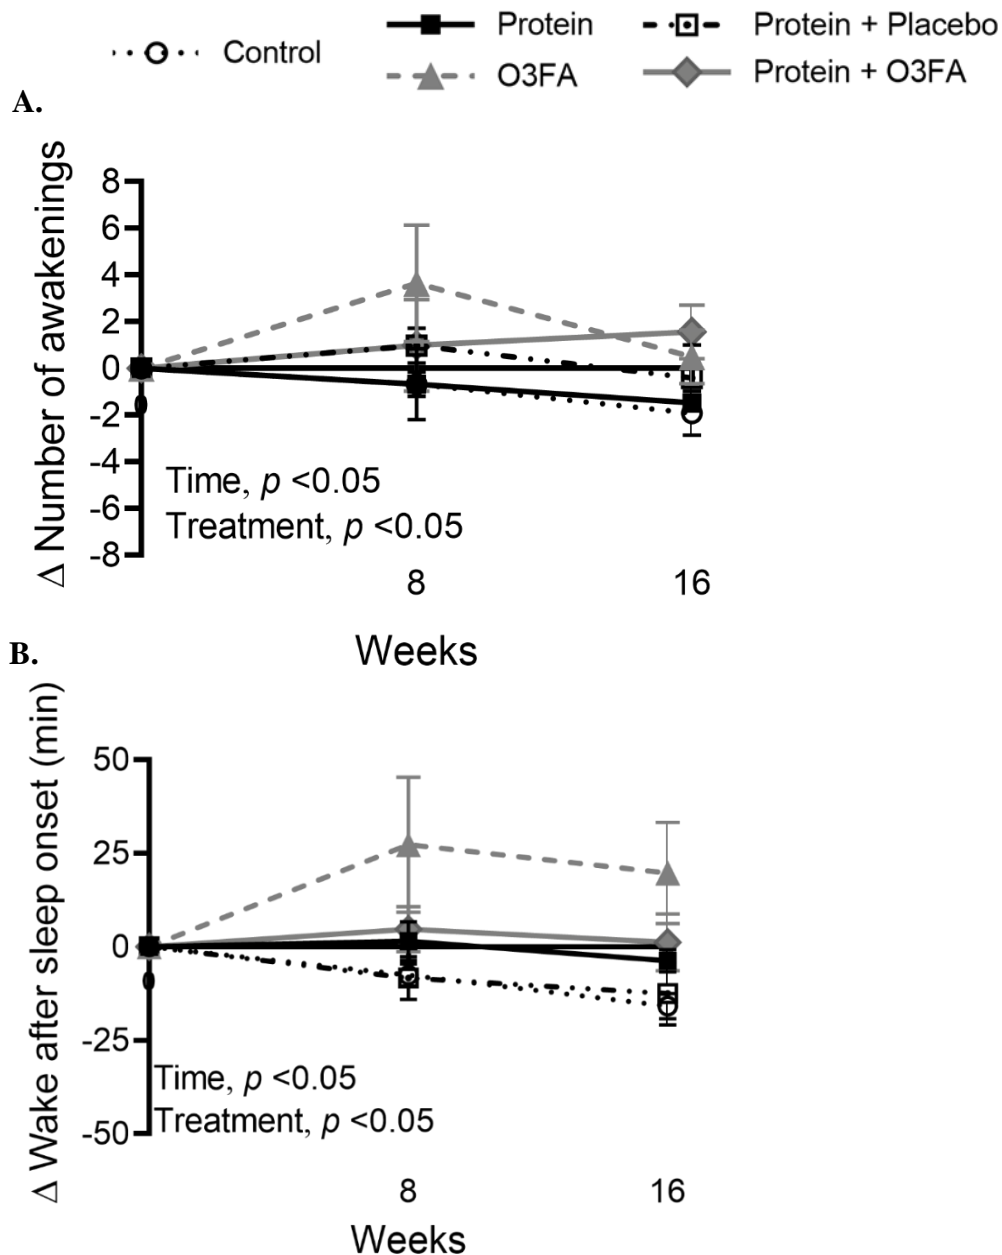 Control
Protein
Protein + Placebo
O3FA
Protein + O3FA
A.
Δ Number of awakenings
8
6
4
2
0
-2
-4
-6
-8
0
Time, p <0.05
Treatment, p <0.05
8 16
Weeks
B.
Δ Wake after sleep onset (min)
50
25
0
-25
-50
0
Time, p <0.05
Treatment, p <0.05
8 16
Weeks